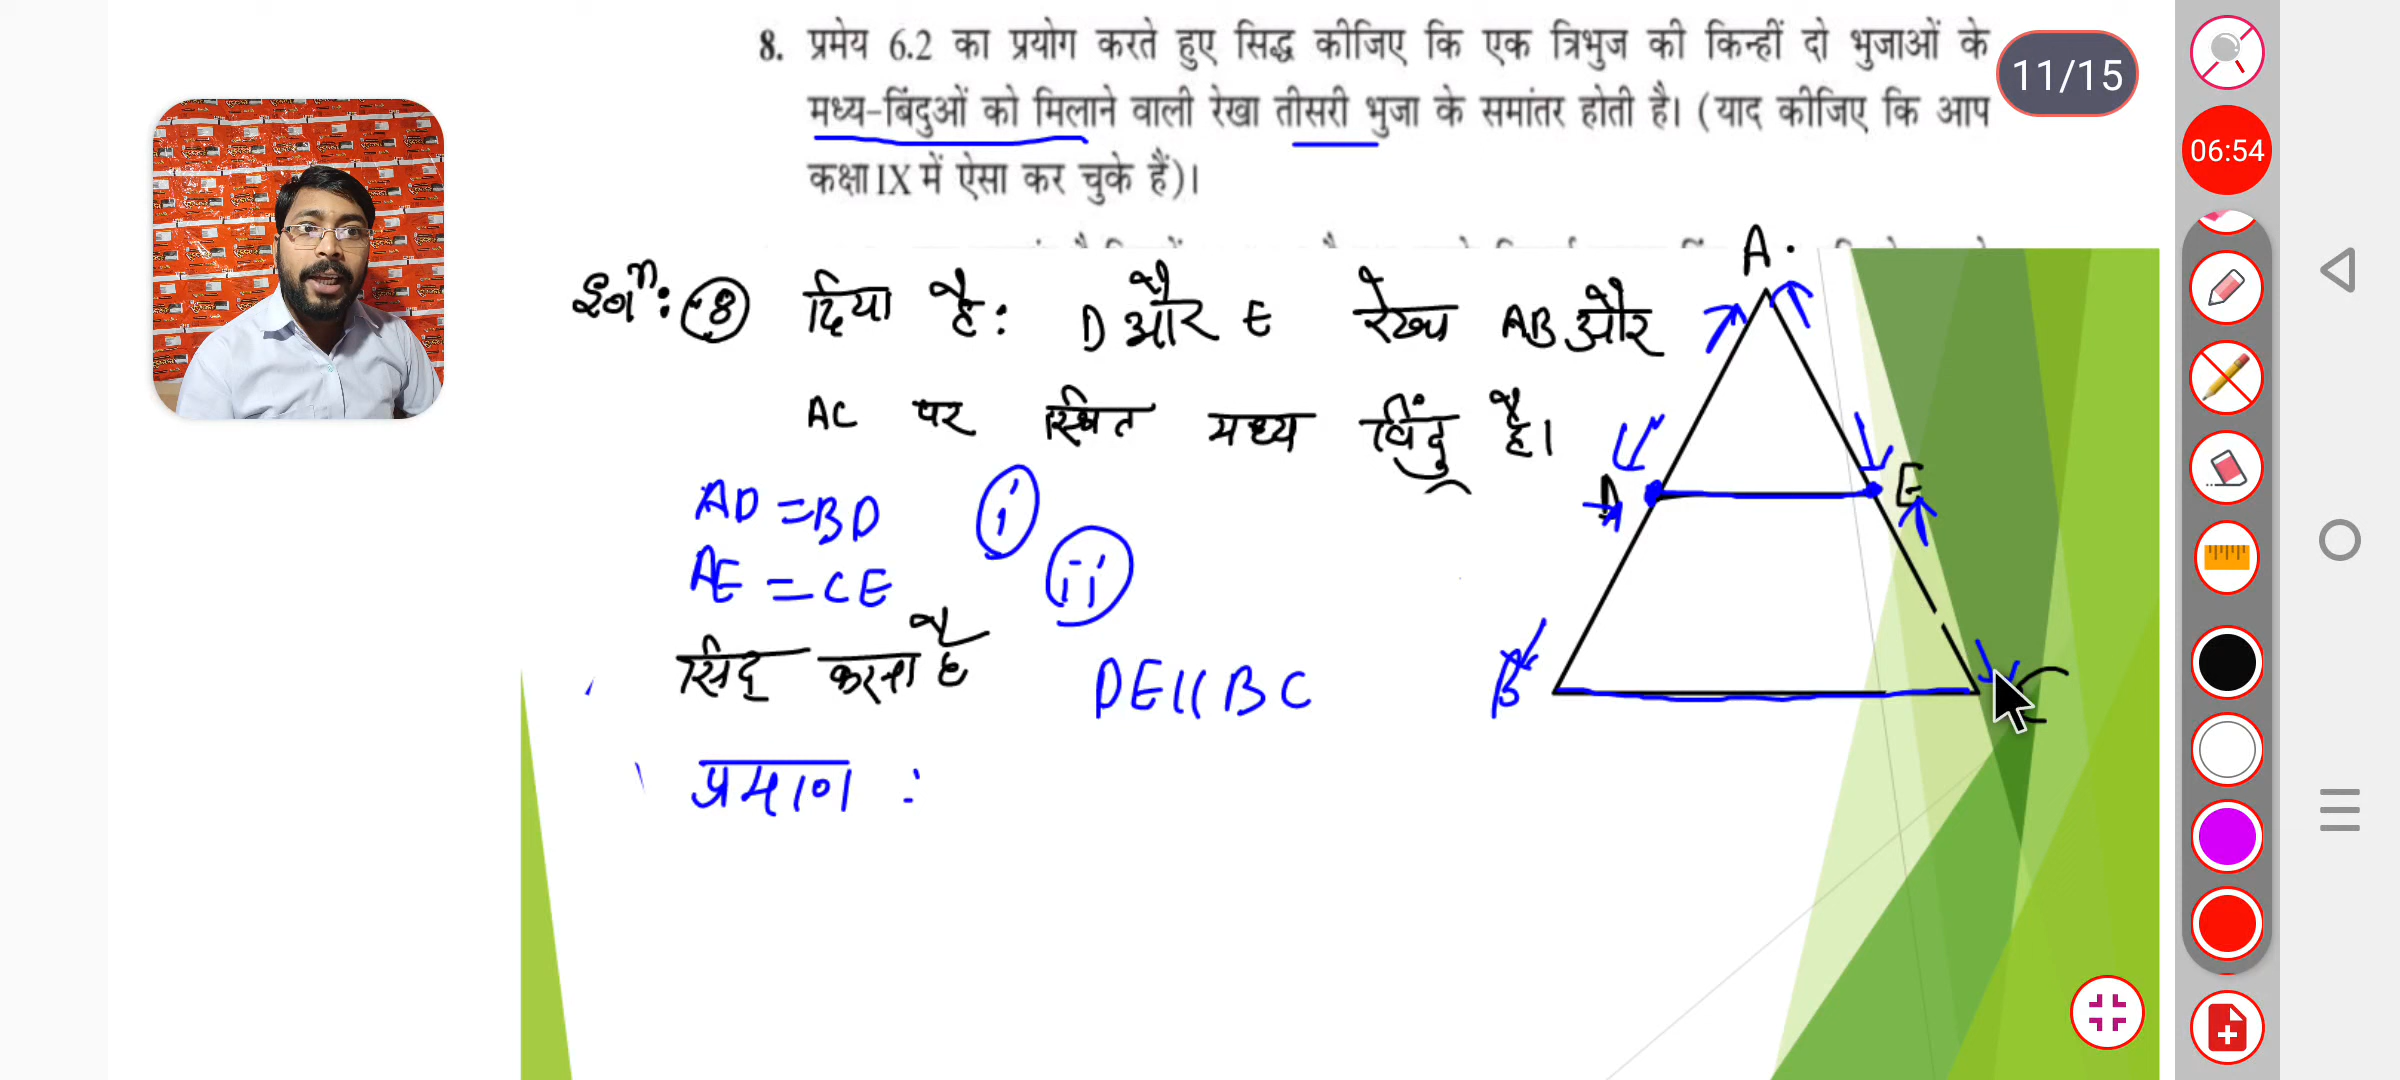 8. प्रमेय 6.2 का प्रयोग करते हुए सिद्ध कीजिए कि एक त्रिभुज की किन्हीं दो भुजाओं के
मध्य-बिंदुओं को मिलाने वाली रेखा तीसरी भुजा के समांतर होती है। (याद कीजिए कि आप
कक्षा IX में ऐसा कर चुके हैं)।
11/15
06:54
A
8 दिया है: D और E रेखा AB और
AC पर स्थित मध्य बिंदु है।
AD = BD i
D E
AE = CE ii
सिद्ध करना है DE || BC
B C
प्रमाण :